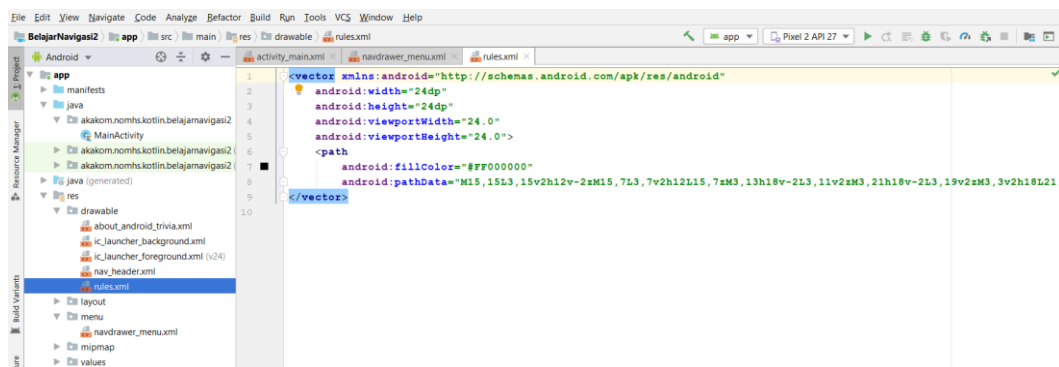 File Edit View Navigate Code Analyze Refactor Build Run Tools VCS Window Help
BelajarNavigasi2 app src main res drawable rules.xml
app Pixel 2 API 27
Android
activity_main.xml navdrawer_menu.xml rules.xml
1: Project
Resource Manager
Build Variants
app
manifests
java
akakom.nomhs.kotlin.belajarnavigasi2
MainActivity
akakom.nomhs.kotlin.belajarnavigasi2 (
akakom.nomhs.kotlin.belajarnavigasi2 (
java (generated)
res
drawable
about_android_trivia.xml
ic_launcher_background.xml
ic_launcher_foreground.xml (v24)
nav_header.xml
rules.xml
layout
menu
navdrawer_menu.xml
mipmap
values
1 <vector xmlns:android="http://schemas.android.com/apk/res/android"
2 android:width="24dp"
3 android:height="24dp"
4 android:viewportWidth="24.0"
5 android:viewportHeight="24.0">
6 <path
7 android:fillColor="#FF000000"
8 android:pathData="M15,15L3,15v2h12v-2zM15,7L3,7v2h12L15,7zM3,13h18v-2L3,11v2zM3,21h18v-2L3,19v2zM3,3v2h18L21
9 </vector>
10